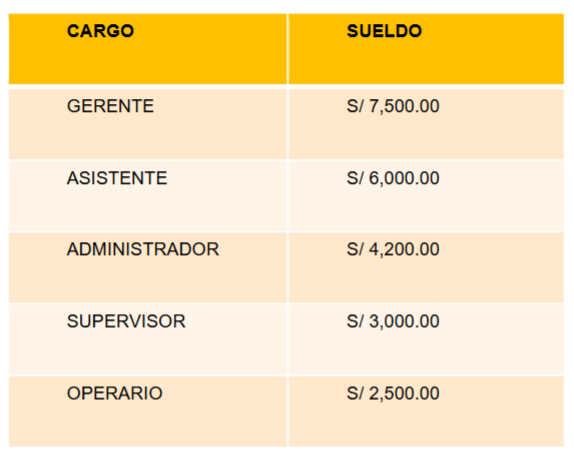 CARGO SUELDO
GERENTE S/ 7,500.00
ASISTENTE S/ 6,000.00
ADMINISTRADOR S/ 4,200.00
SUPERVISOR S/ 3,000.00
OPERARIO S/ 2,500.00